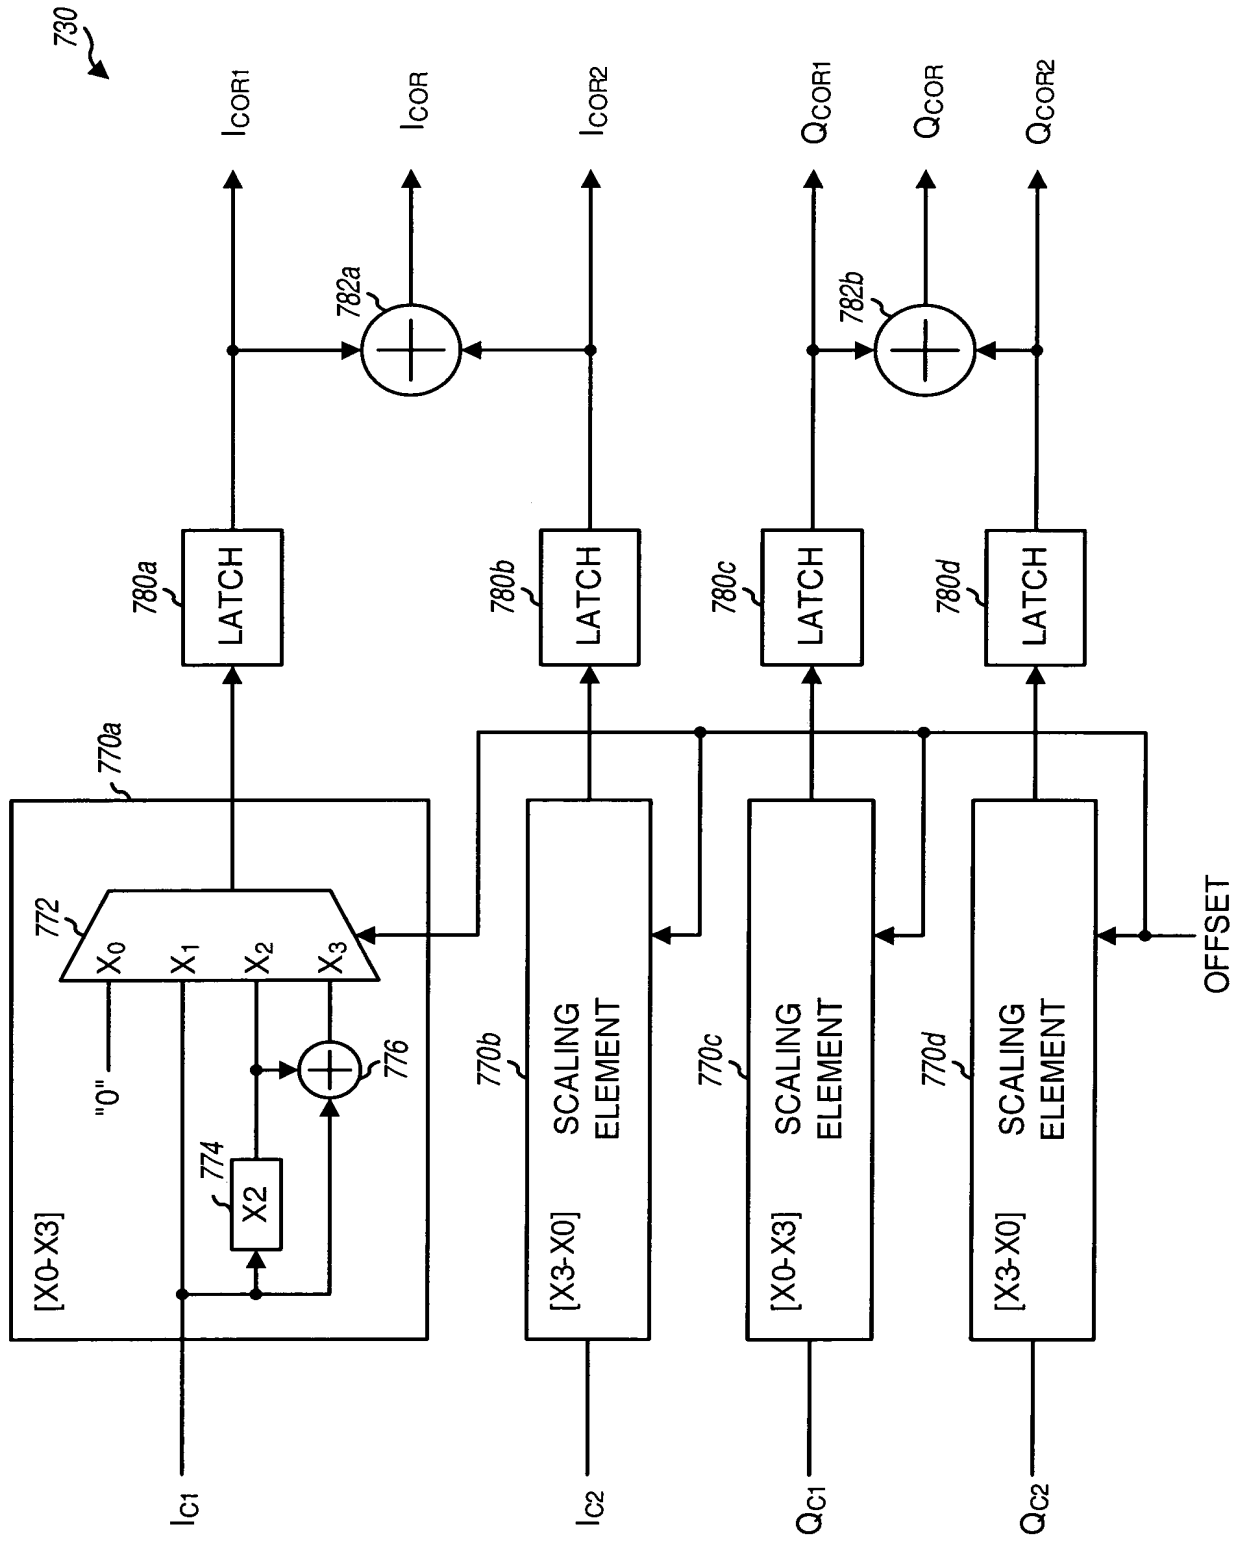 730
770a
[X0-X3]
772
"0"
X0
X1
X2
X3
774
X2
776
IC1
780a
LATCH
ICOR1
782a
ICOR
770b
[X3-X0]
SCALING
ELEMENT
IC2
780b
LATCH
ICOR2
770c
[X0-X3]
SCALING
ELEMENT
QC1
780c
LATCH
QCOR1
782b
QCOR
770d
[X3-X0]
SCALING
ELEMENT
QC2
780d
LATCH
QCOR2
OFFSET